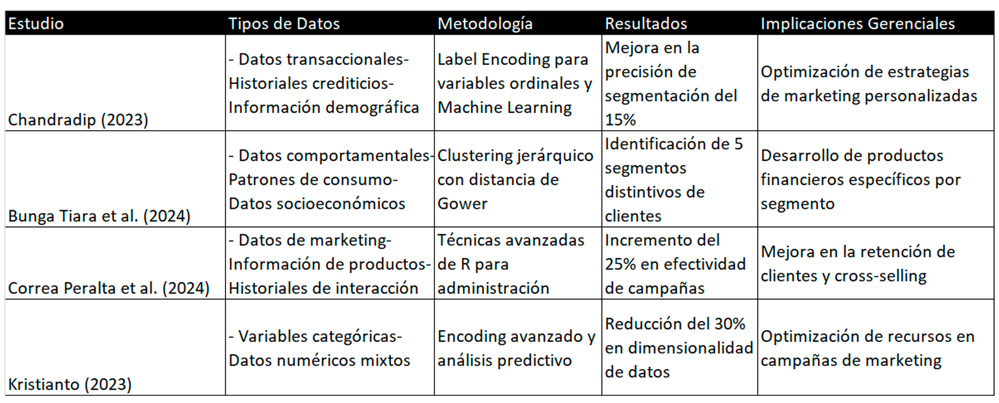 Estudio
Tipos de Datos
Metodología
Resultados
Implicaciones Gerenciales
Chandradip (2023)
- Datos transaccionales-
Historiales crediticios-
Información demográfica
Label Encoding para
variables ordinales y
Machine Learning
Mejora en la
precisión de
segmentación del
15%
Optimización de estrategias
de marketing personalizadas
Bunga Tiara et al. (2024)
- Datos comportamentales-
Patrones de consumo-
Datos socioeconómicos
Clustering jerárquico
con distancia de
Gower
Identificación de 5
segmentos
distintivos de
clientes
Desarrollo de productos
financieros específicos por
segmento
Correa Peralta et al. (2024)
- Datos de marketing-
Información de productos-
Historiales de interacción
Técnicas avanzadas
de R para
administración
Incremento del
25% en efectividad
de campañas
Mejora en la retención de
clientes y cross-selling
Kristianto (2023)
- Variables categóricas-
Datos numéricos mixtos
Encoding avanzado y
análisis predictivo
Reducción del 30%
en dimensionalidad
de datos
Optimización de recursos en
campañas de marketing